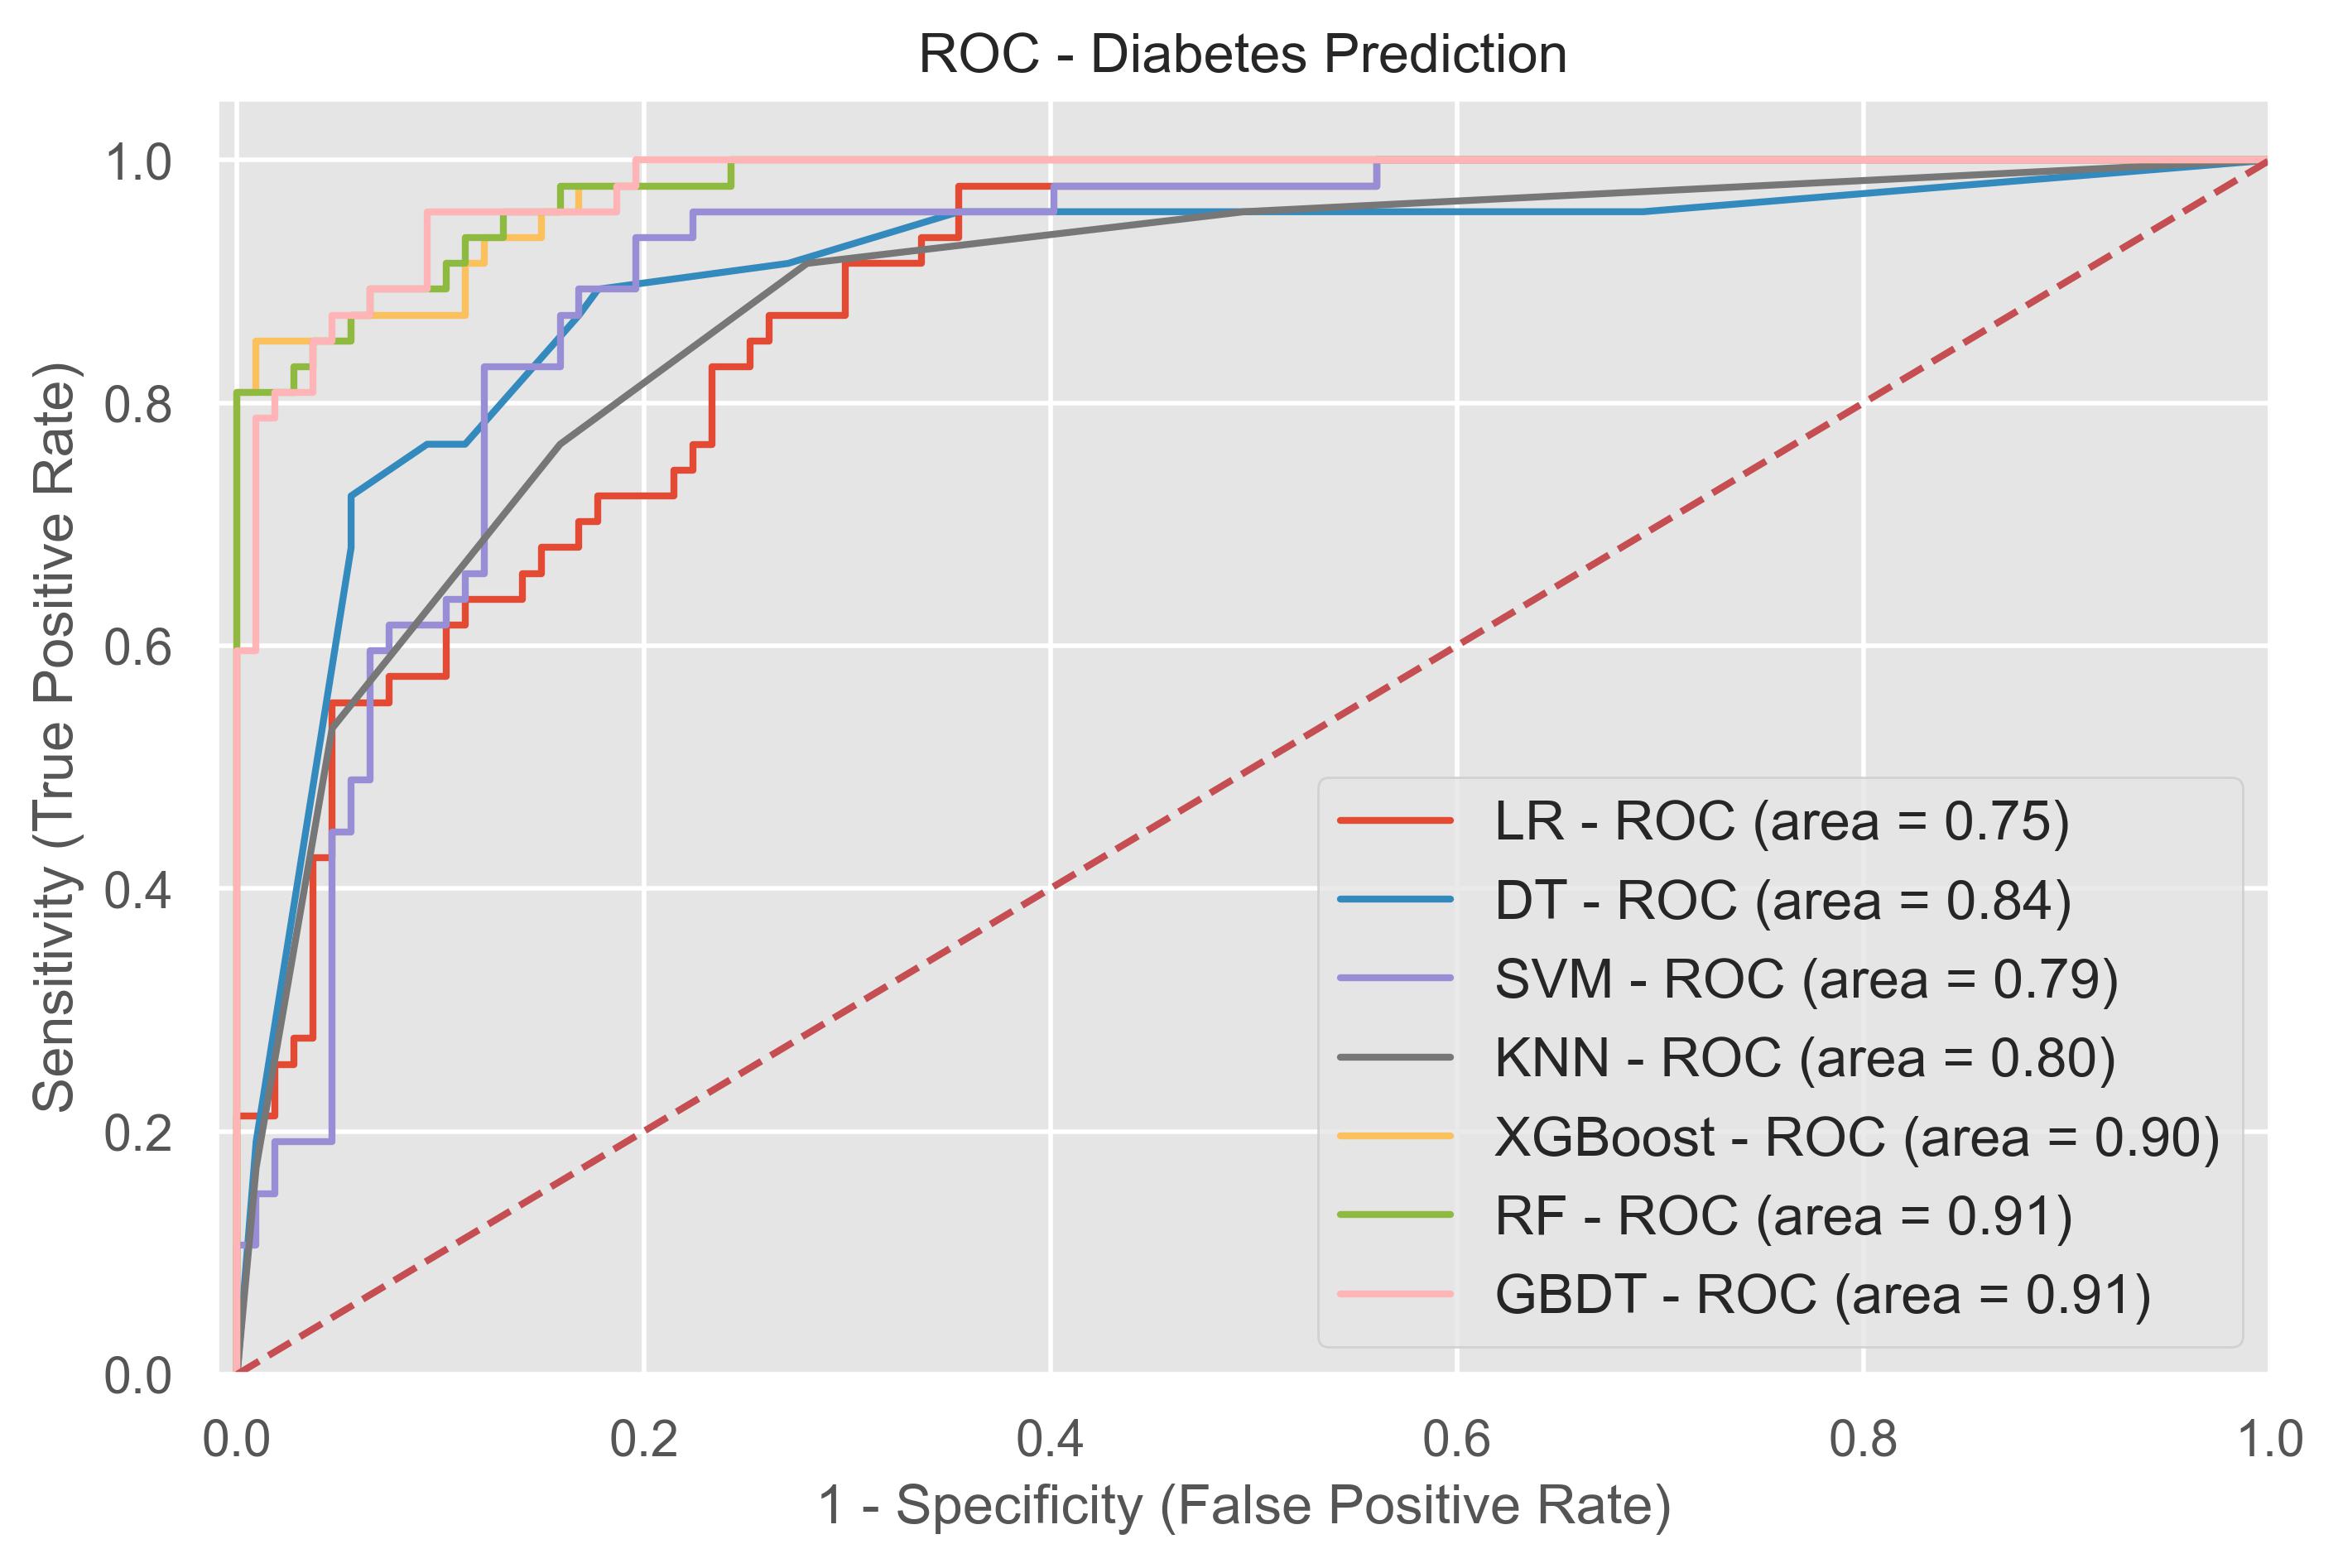 ROC - Diabetes Prediction
Sensitivity (True Positive Rate)
1.0
0.8
0.6
0.4
0.2
0.0
LR - ROC (area = 0.75)
DT - ROC (area = 0.84)
SVM - ROC (area = 0.79)
KNN - ROC (area = 0.80)
XGBoost - ROC (area = 0.90)
RF - ROC (area = 0.91)
GBDT - ROC (area = 0.91)
0.0 0.2 0.4 0.6 0.8 1.0
1 - Specificity (False Positive Rate)